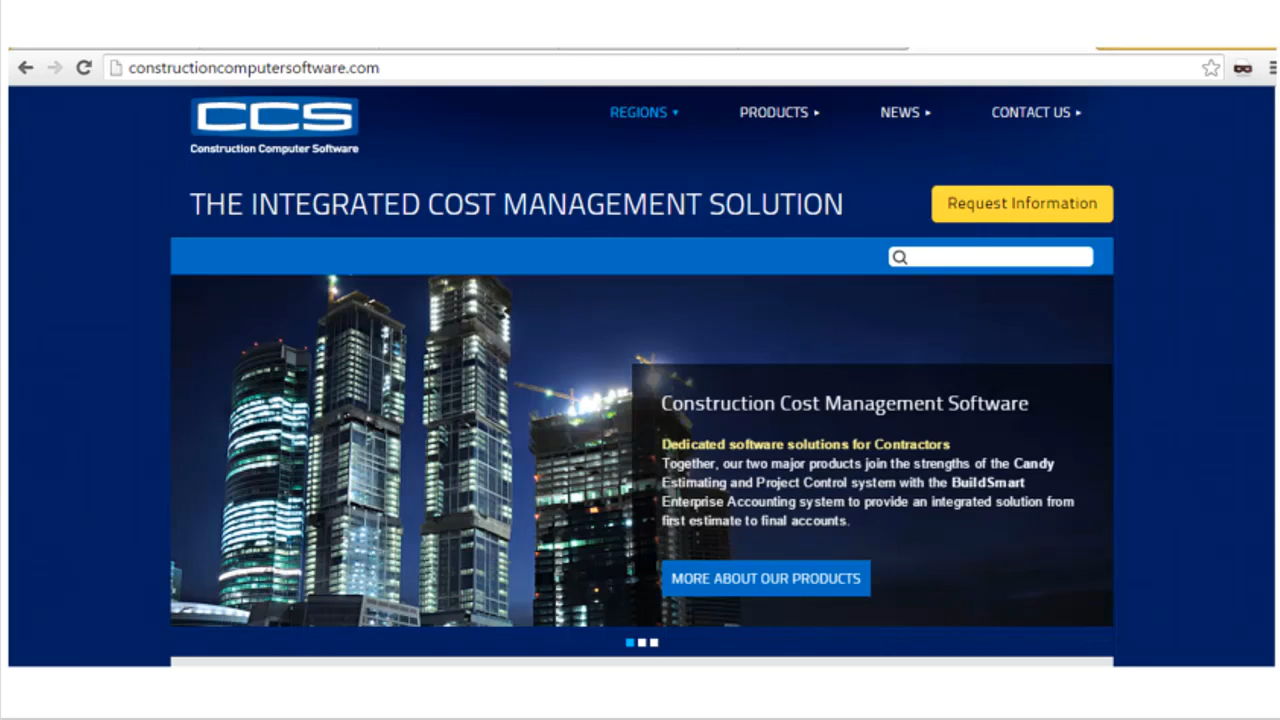 constructioncomputersoftware.com
CCS
Construction Computer Software
REGIONS PRODUCTS NEWS CONTACT US
THE INTEGRATED COST MANAGEMENT SOLUTION
Request Information
Construction Cost Management Software
Dedicated software solutions for Contractors
Together, our two major products join the strengths of the Candy
Estimating and Project Control system with the BuildSmart
Enterprise Accounting system to provide an integrated solution from
first estimate to final accounts.
MORE ABOUT OUR PRODUCTS